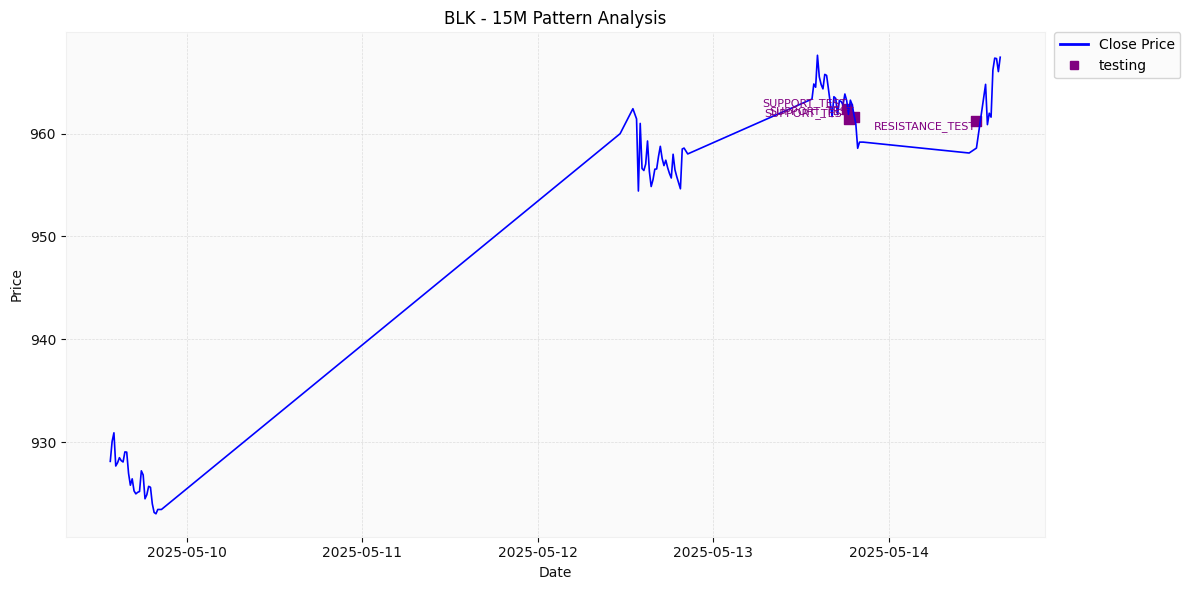 BLK - 15M Pattern Analysis
Close Price
testing
Price
960
950
940
930
SUPPORT_TEST
SUPPORT_TEST
SUPPORT_TEST
RESISTANCE_TEST
2025-05-10
2025-05-11
2025-05-12
2025-05-13
2025-05-14
Date